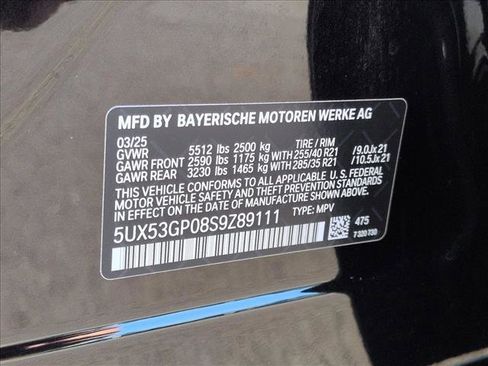 MFD BY BAYERISCHE MOTOREN WERKE AG
03/25
GVWR 5512 lbs 2500 kg TIRE / RIM
GAWR FRONT 2590 lbs 1175 kg WITH 255/40 R21 /9.0Jx21
GAWR REAR 3230 lbs 1465 kg WITH 285/35 R21 /10.5Jx21
THIS VEHICLE CONFORMS TO ALL APPLICABLE U. S. FEDERAL
MOTOR VEHICLE SAFETY AND THEFT PREVENTION STANDARDS
IN EFFECT ON THE DATE OF MANUFACTURE SHOWN ABOVE.
5UX53GP08S9Z89111 TYPE: MPV
475
7 320 730